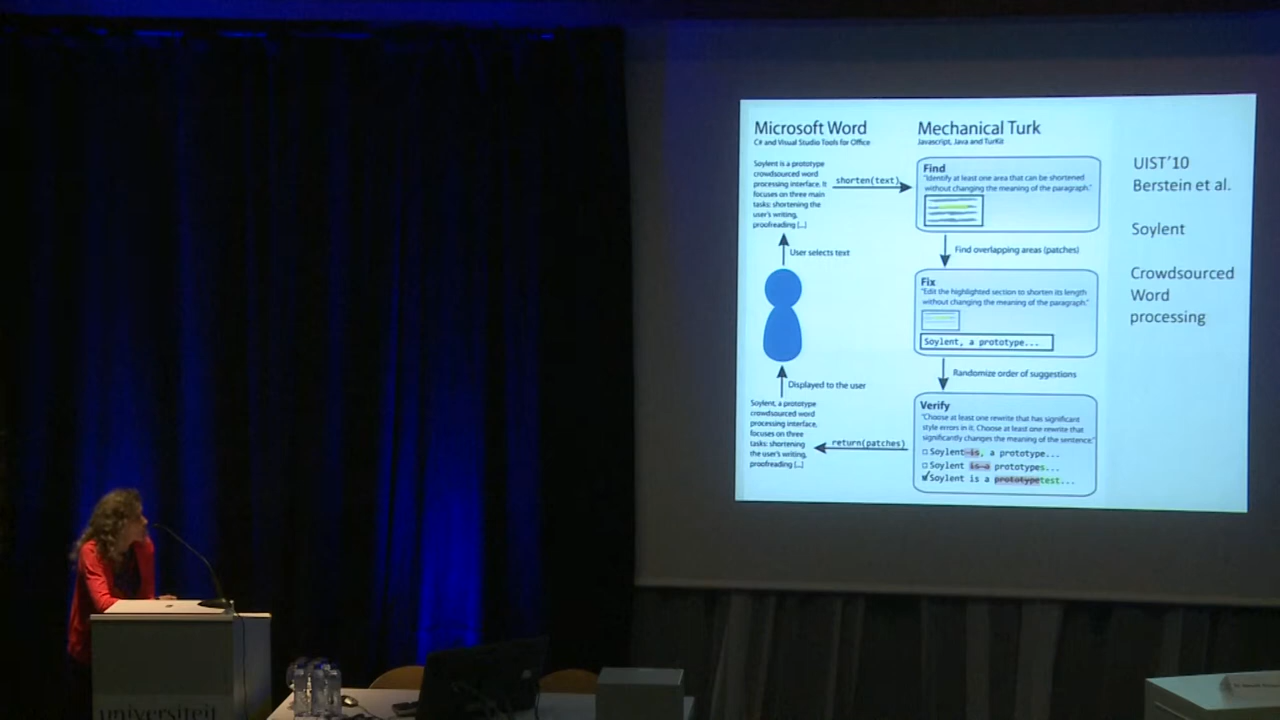 Microsoft Word
C# and Visual Studio Tools for Office
Soylent is a prototype
crowdsourced word
processing interface. It
focuses on three main
tasks: shortening the
user's writing,
proofreading [...]
User selects text
Displayed to the user
Soylent, a prototype
crowdsourced word
processing interface,
focuses on three
tasks: shortening
the user's writing,
proofreading [...]
shorten(text)
return(patches)
Mechanical Turk
Javascript, Java and TurKit
Find
"Identify at least one area that can be shortened
without changing the meaning of the paragraph."
Find overlapping areas (patches)
Fix
"Edit the highlighted section to shorten its length
without changing the meaning of the paragraph."
Soylent, a prototype...
Randomize order of suggestions
Verify
"Choose at least one rewrite that has significant
style errors in it. Choose at least one rewrite that
significantly changes the meaning of the sentence."
Soylent is, a prototype...
Soylent is a prototypes...
Soylent is a prototypetest...
UIST'10
Berstein et al.
Soylent
Crowdsourced
Word
processing
universiteit